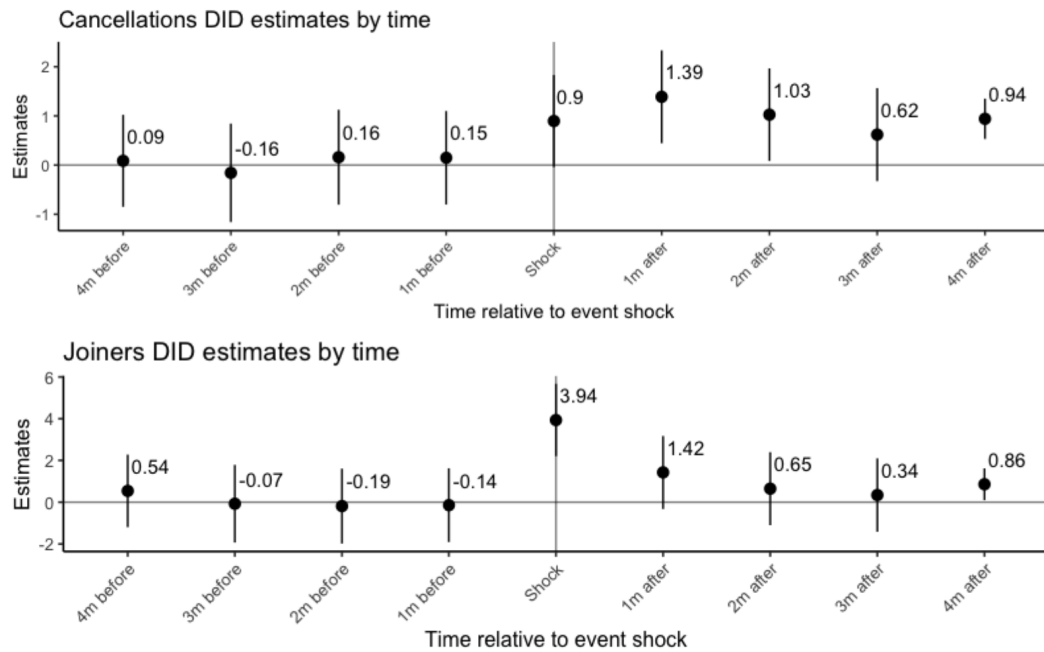 Cancellations DID estimates by time
Estimates
2
1
0
-1
0.09
-0.16
0.16
0.15
0.9
1.39
1.03
0.62
0.94
4m before
3m before
2m before
1m before
Shock
1m after
2m after
3m after
4m after
Time relative to event shock
Joiners DID estimates by time
Estimates
6
4
2
0
-2
0.54
-0.07
-0.19
-0.14
3.94
1.42
0.65
0.34
0.86
4m before
3m before
2m before
1m before
Shock
1m after
2m after
3m after
4m after
Time relative to event shock